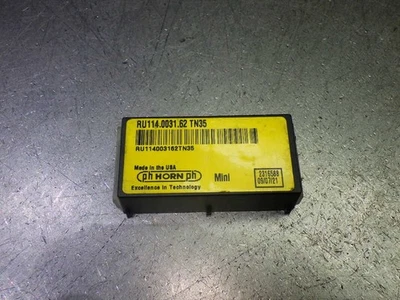 RU114.0031.62 TN35
RU114003162TN35
Made in the USA
ph HORN ph
Mini
Excellence in Technology
2316588
09/07/21